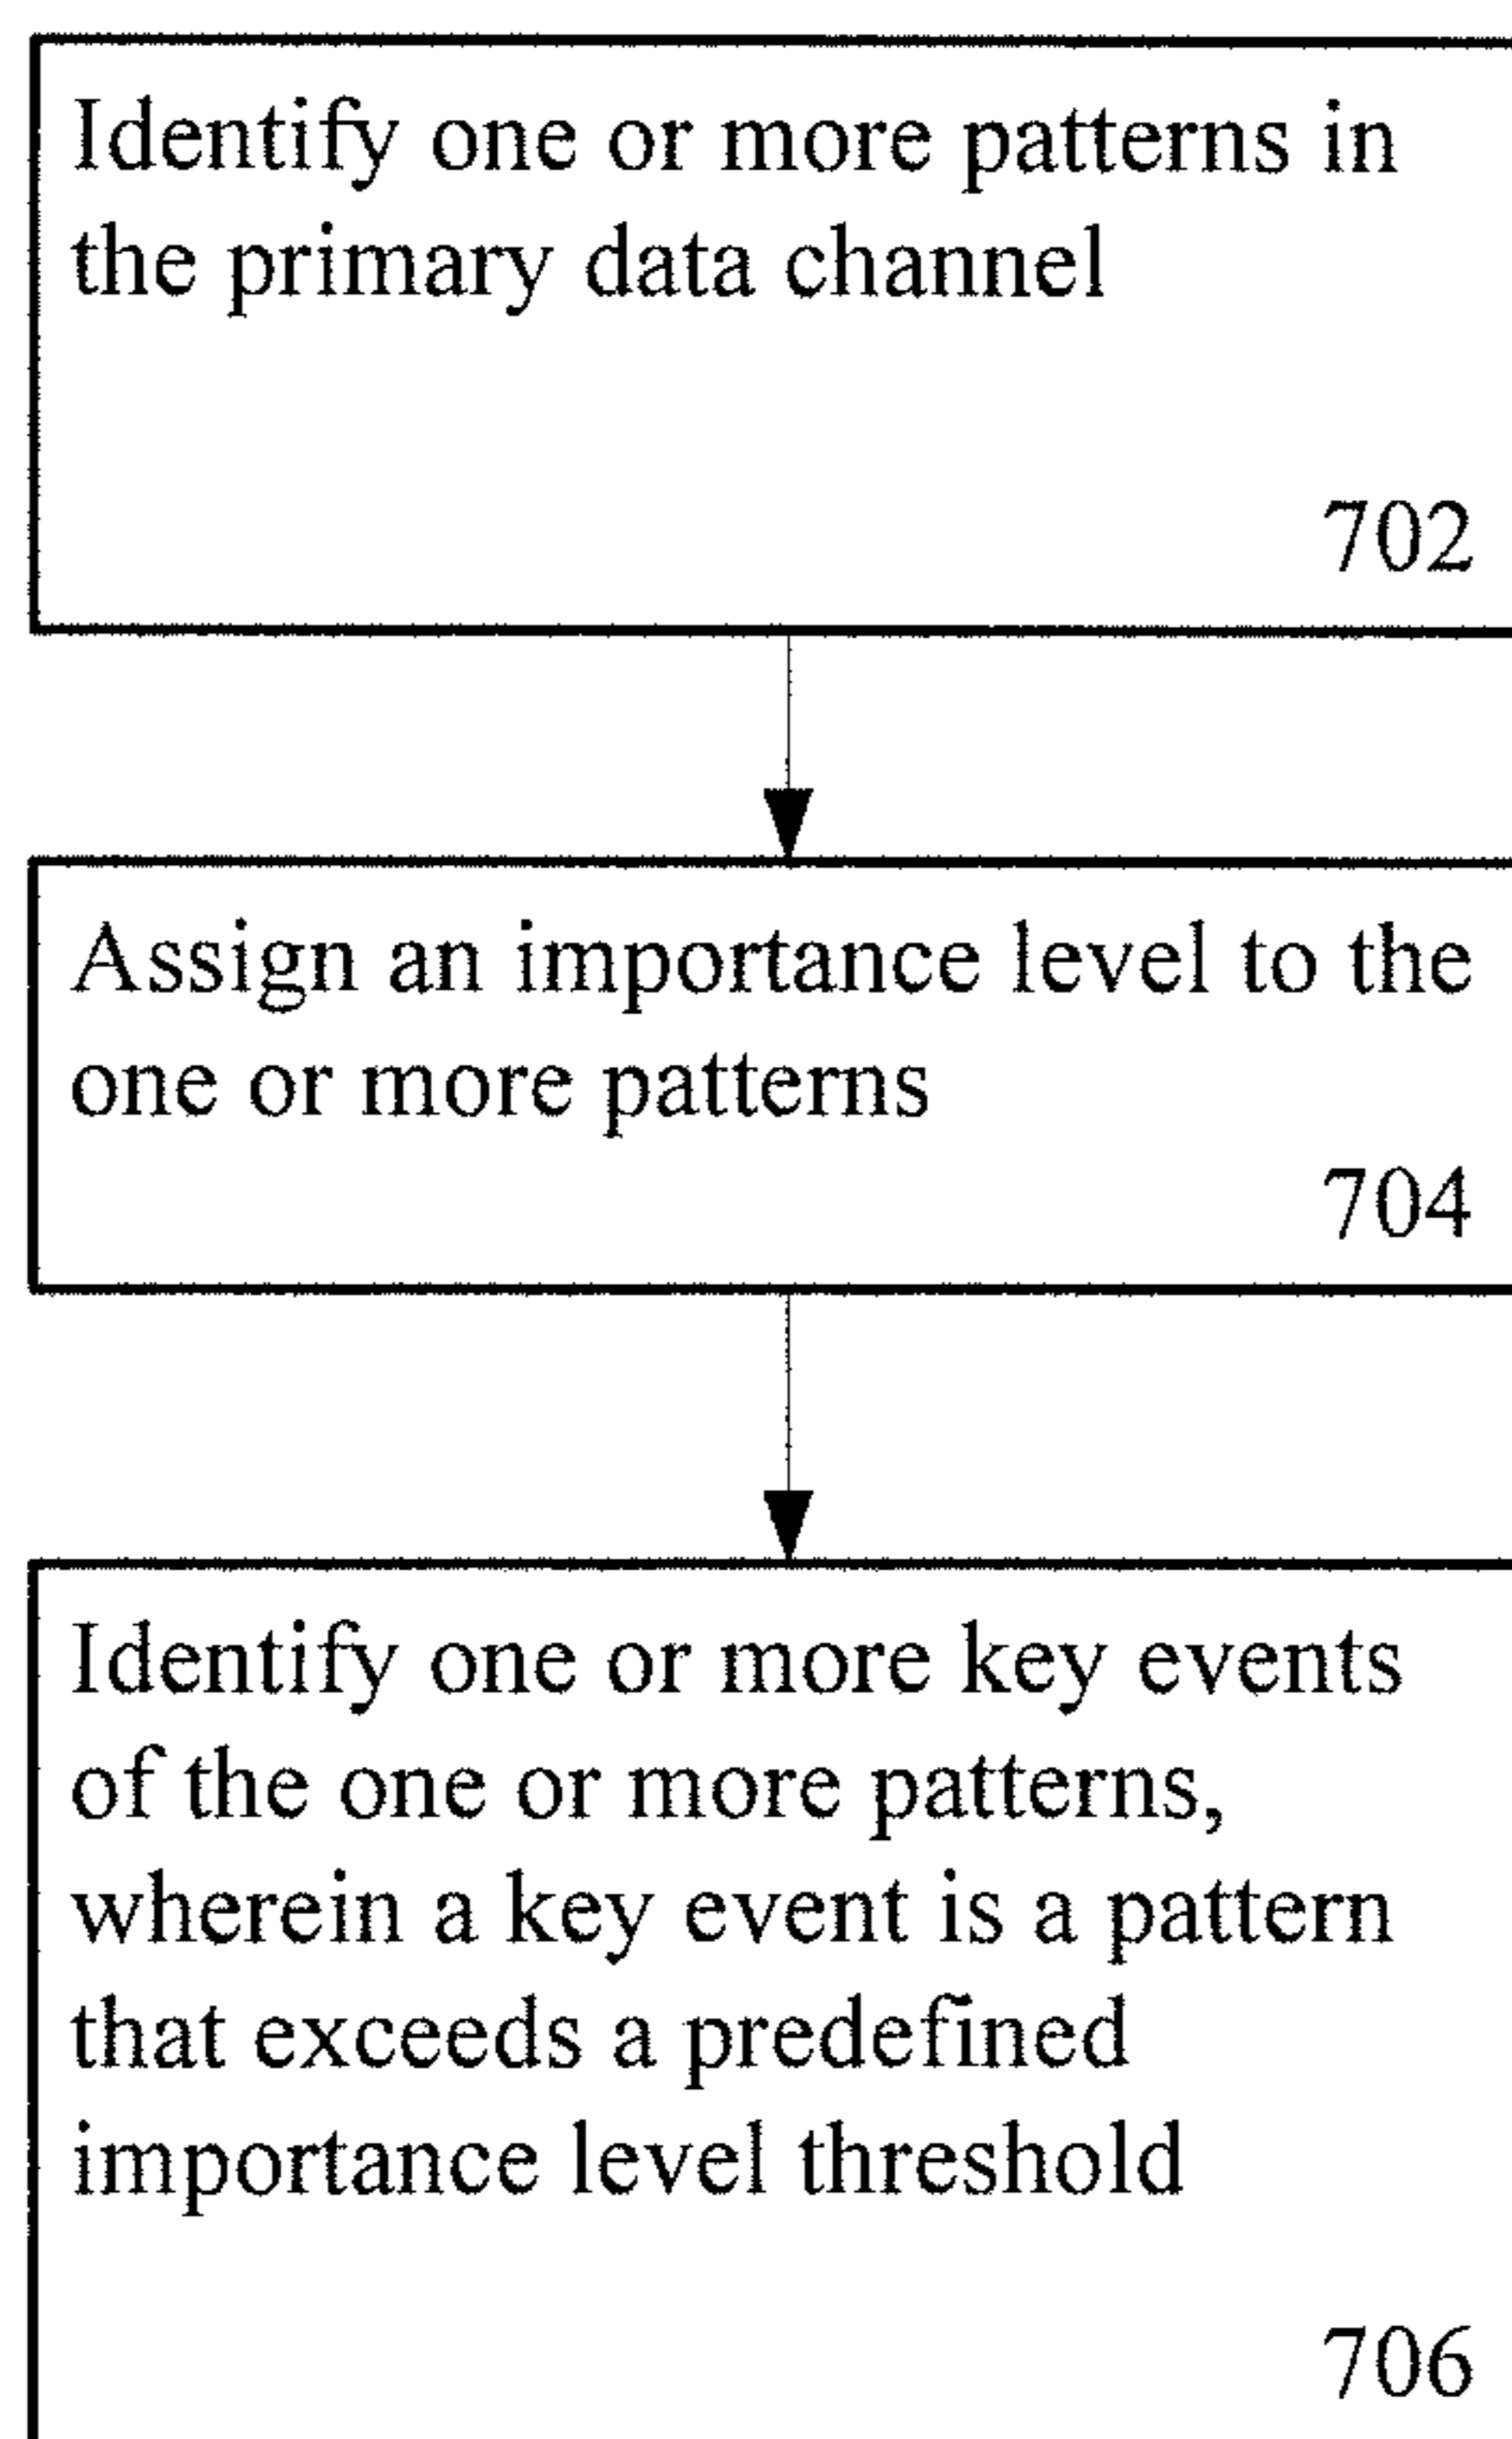 Identify one or more patterns in
the primary data channel
702
Assign an importance level to the
one or more patterns
704
Identify one or more key events
of the one or more patterns,
wherein a key event is a pattern
that exceeds a predefined
importance level threshold
706